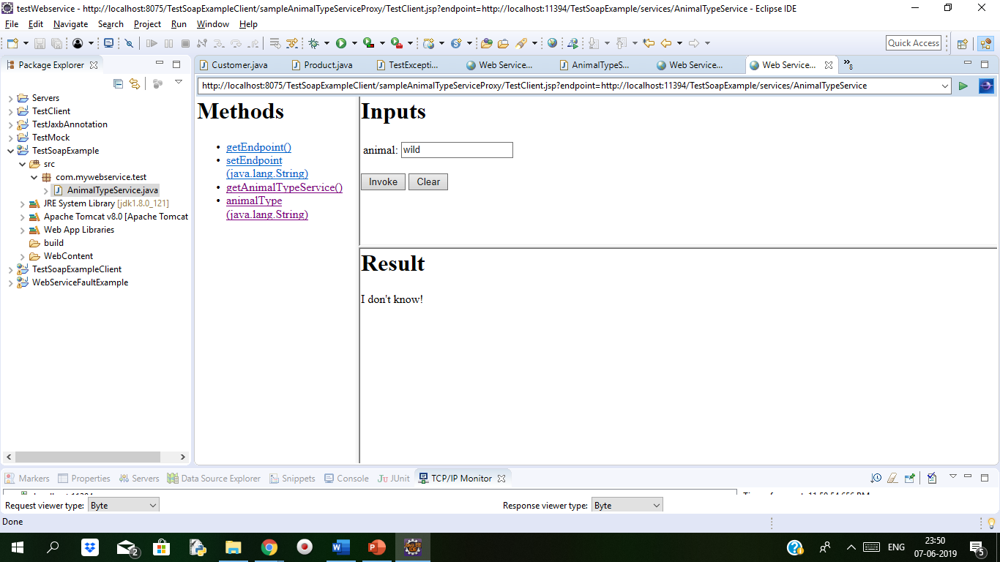 testWebservice - http://localhost:8075/TestSoapExampleClient/sampleAnimalTypeServiceProxy/TestClient.jsp?endpoint=http://localhost:11394/TestSoapExample/services/AnimalTypeService - Eclipse IDE
File Edit Navigate Search Project Run Window Help
Quick Access
Package Explorer
Customer.java Product.java TestExcepti... Web Service... AnimalTypeS... Web Service... Web Service... »8
http://localhost:8075/TestSoapExampleClient/sampleAnimalTypeServiceProxy/TestClient.jsp?endpoint=http://localhost:11394/TestSoapExample/services/AnimalTypeService
Servers
TestClient
TestJaxbAnnotation
TestMock
TestSoapExample
src
com.mywebservice.test
AnimalTypeService.java
JRE System Library [jdk1.8.0_121]
Apache Tomcat v8.0 [Apache Tomcat
Web App Libraries
build
WebContent
TestSoapExampleClient
WebServiceFaultExample
Methods
• getEndpoint()
• setEndpoint
(java.lang.String)
• getAnimalTypeService()
• animalType
(java.lang.String)
Inputs
animal: wild
Invoke Clear
Result
I don't know!
Markers Properties Servers Data Source Explorer Snippets Console JUnit TCP/IP Monitor
Request viewer type: Byte
Response viewer type: Byte
Done
2
ENG
23:50
07-06-2019
5